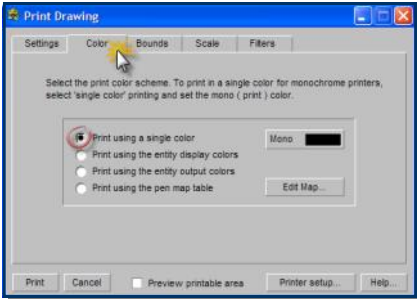 Print Drawing
Settings Color Bounds Scale Filters
Select the print color scheme. To print in a single color for monochrome printers,
select 'single color' printing and set the mono ( print ) color.
Print using a single color Mono
Print using the entity display colors
Print using the entity output colors
Print using the pen map table Edit Map...
Print Cancel Preview printable area Printer setup... Help...